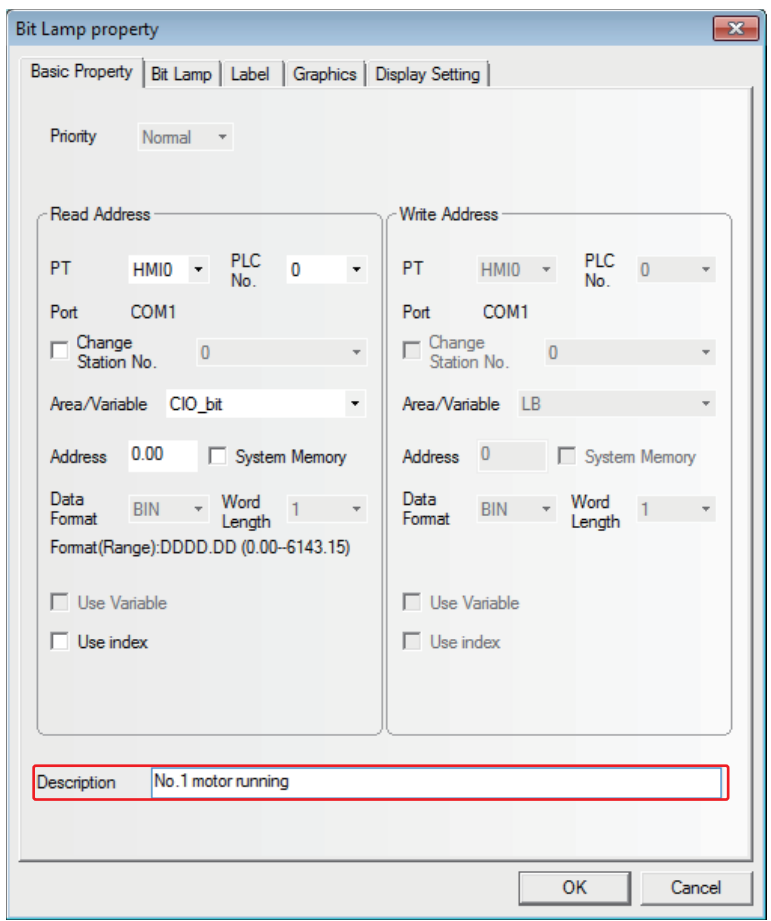 Bit Lamp property
Basic Property Bit Lamp Label Graphics Display Setting
Priority Normal
Read Address
PT HMI0 PLC No. 0
Port COM1
Change Station No. 0
Area/Variable CIO_bit
Address 0.00 System Memory
Data Format BIN Word Length 1
Format(Range):DDDD.DD (0.00--6143.15)
Use Variable
Use index
Write Address
PT HMI0 PLC No. 0
Port COM1
Change Station No. 0
Area/Variable LB
Address 0 System Memory
Data Format BIN Word Length 1
Use Variable
Use index
Description No.1 motor running
OK Cancel